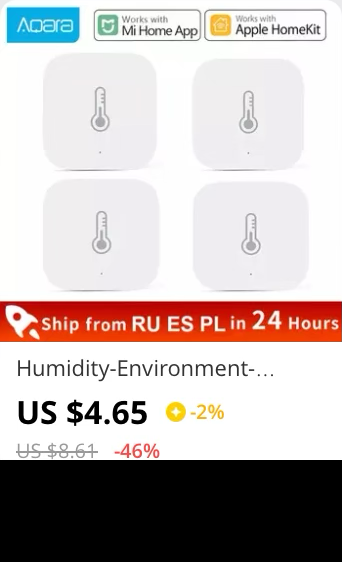 Aqara
Works with
Mi Home App
Works with
Apple HomeKit
Ship from RU ES PL in 24 Hours
Humidity-Environment-...
US $4.65 -2%
US $8.61 -46%